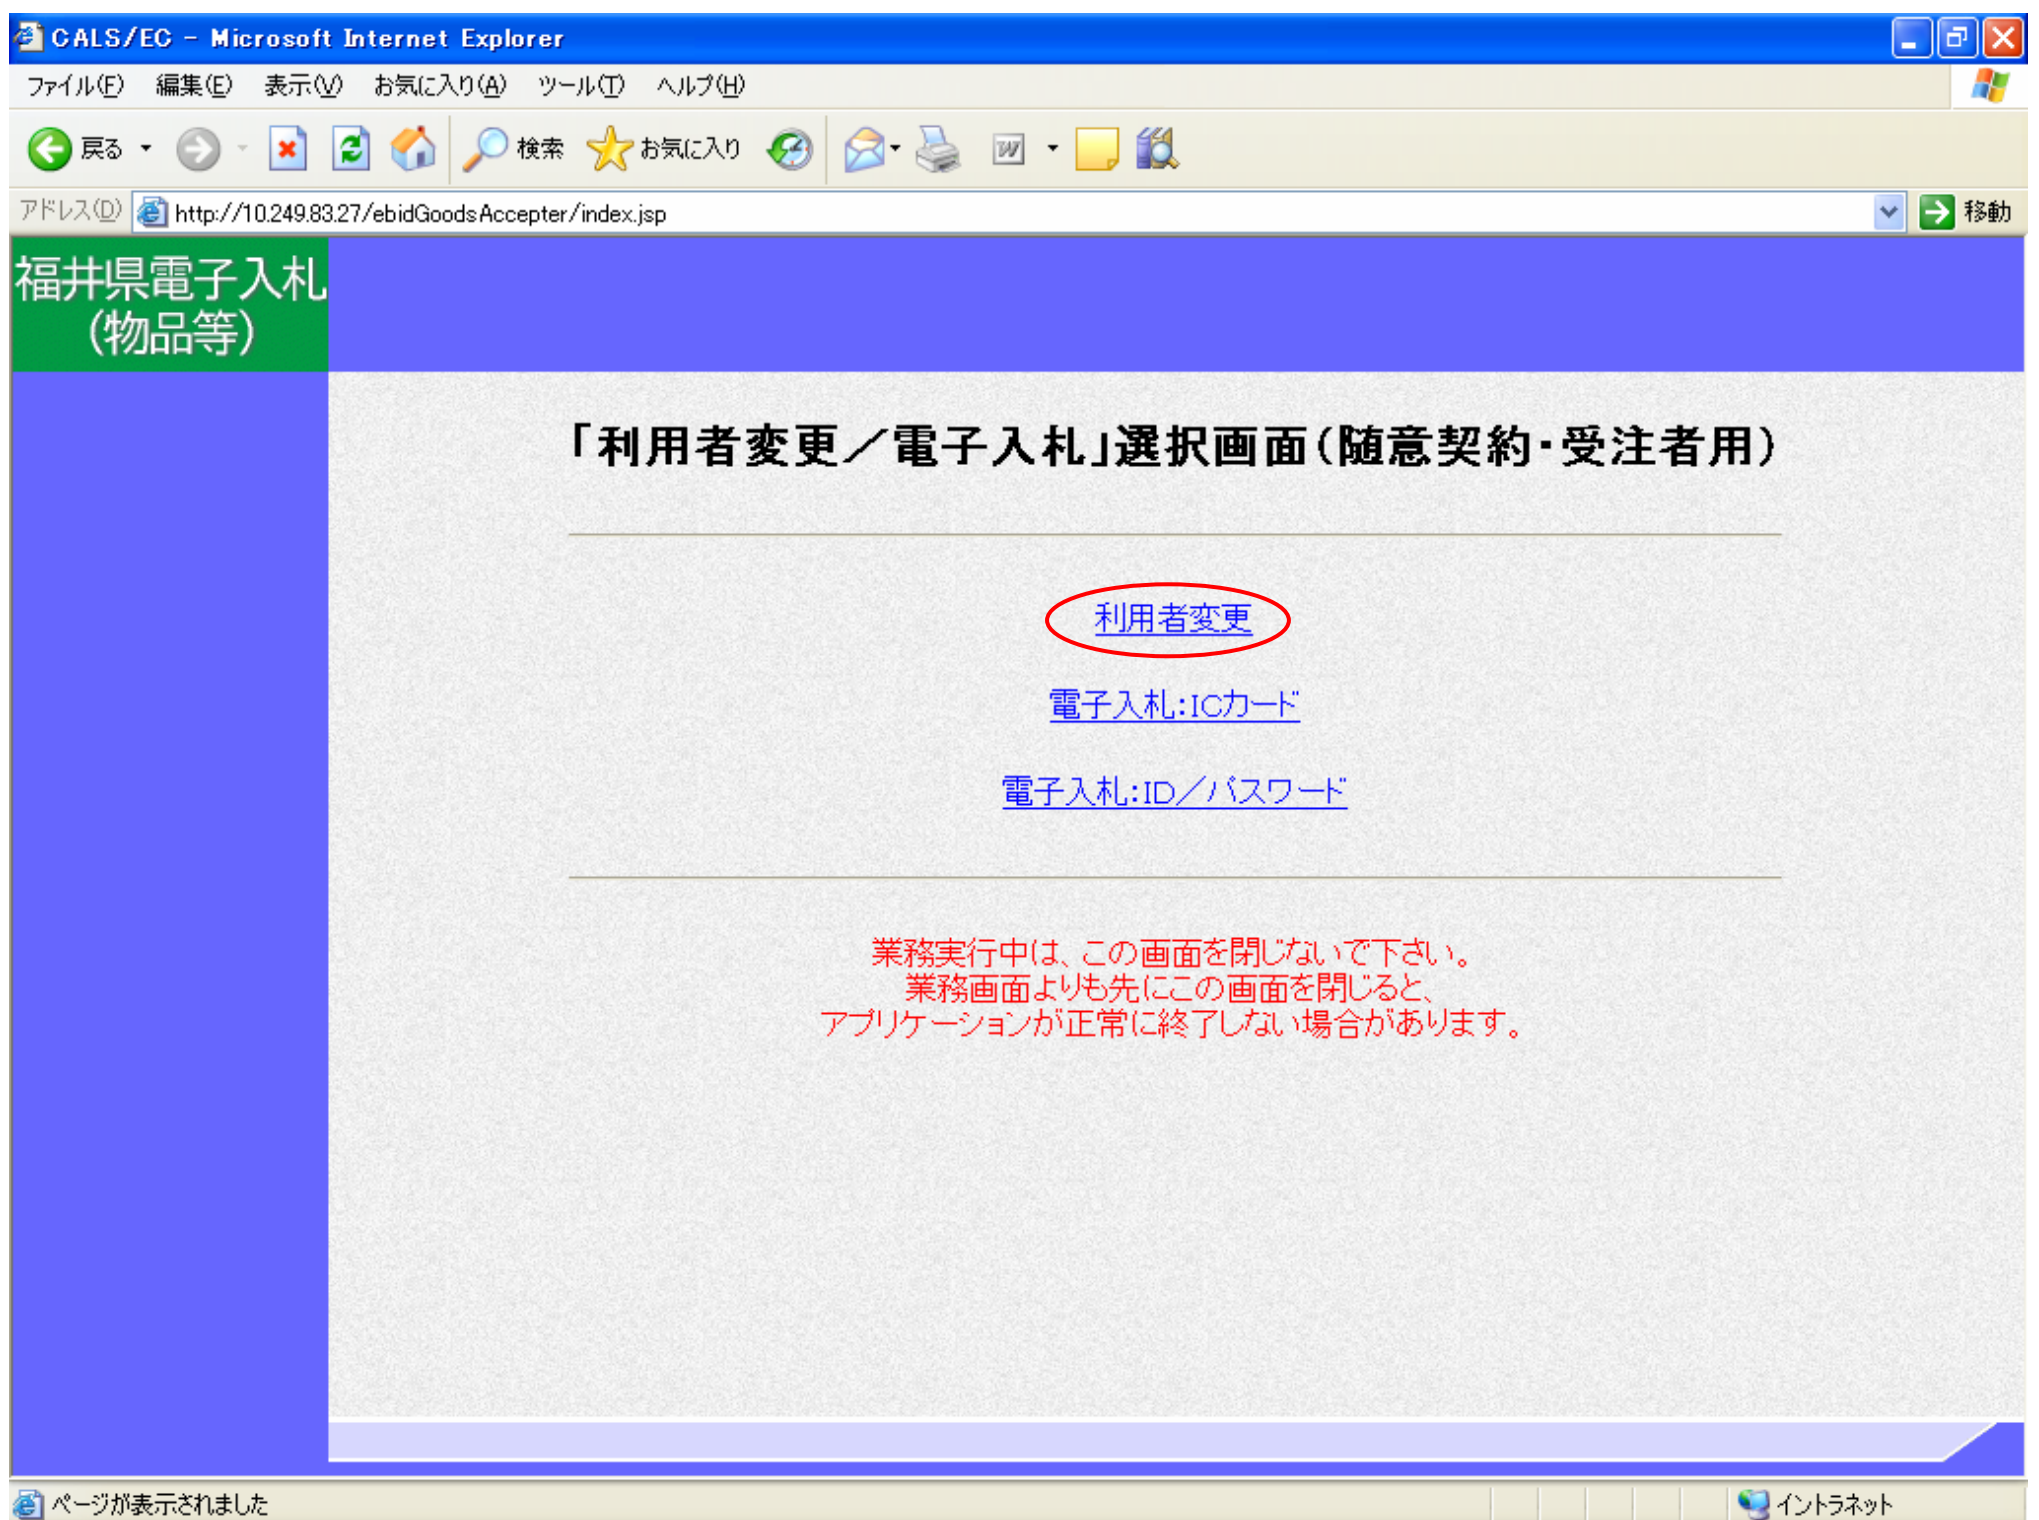 CALS/EC - Microsoft Internet Explorer
ファイル(F) 編集(E) 表示(V) お気に入り(A) ツール(T) ヘルプ(H)
戻る 検索 お気に入り W
アドレス(D) http://10.249.83.27/ebidGoodsAccepter/index.jsp 移動
福井県電子入札
(物品等)
「利用者変更／電子入札」選択画面(随意契約・受注者用)
利用者変更
電子入札:ICカード
電子入札:ID／パスワード
業務実行中は、この画面を閉じないで下さい。
業務画面よりも先にこの画面を閉じると、
アプリケーションが正常に終了しない場合があります。
ページが表示されました イントラネット